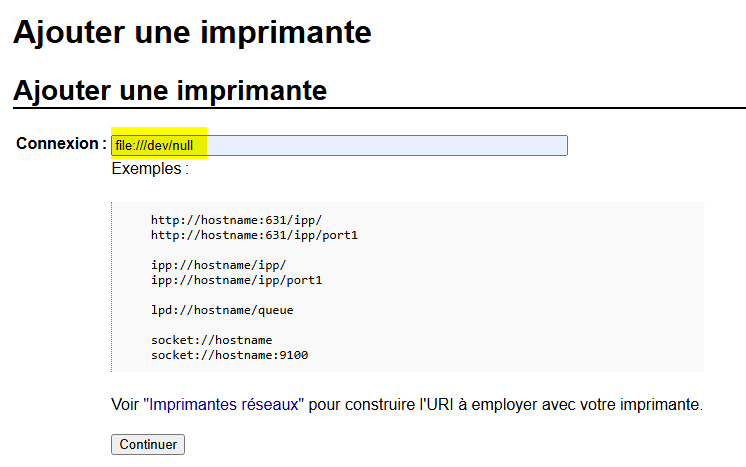 Ajouter une imprimante
Ajouter une imprimante
Connexion : file:///dev/null
Exemples :
http://hostname:631/ipp/
http://hostname:631/ipp/port1
ipp://hostname/ipp/
ipp://hostname/ipp/port1
lpd://hostname/queue
socket://hostname
socket://hostname:9100
Voir "Imprimantes réseaux" pour construire l'URI à employer avec votre imprimante.
Continuer